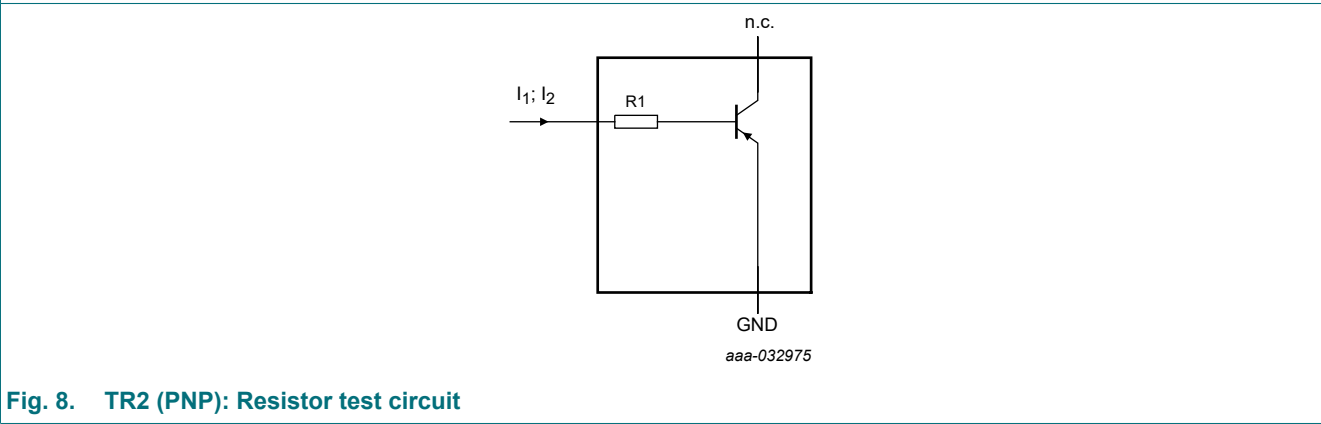 n.c.
I1; I2
R1
GND
aaa-032975
Fig. 8. TR2 (PNP): Resistor test circuit